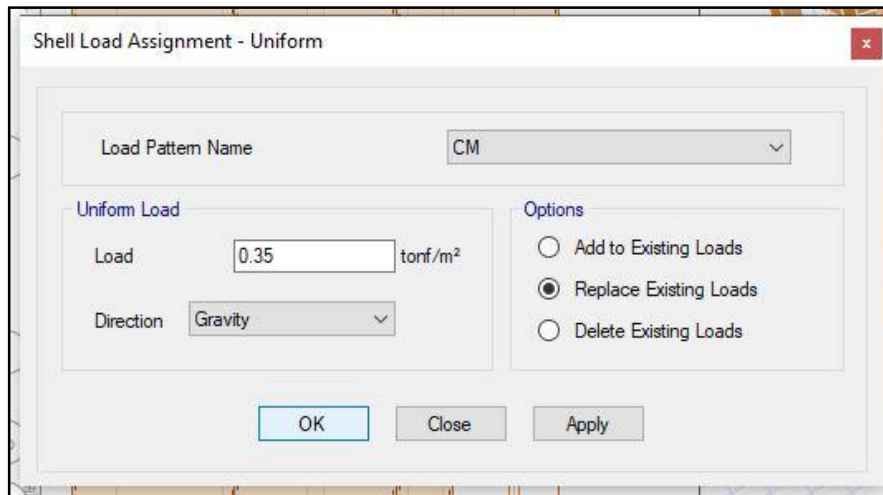 Shell Load Assignment - Uniform
x
Load Pattern Name CM
Uniform Load
Load 0.35 tonf/m²
Direction Gravity
Options
Add to Existing Loads
Replace Existing Loads
Delete Existing Loads
OK Close Apply